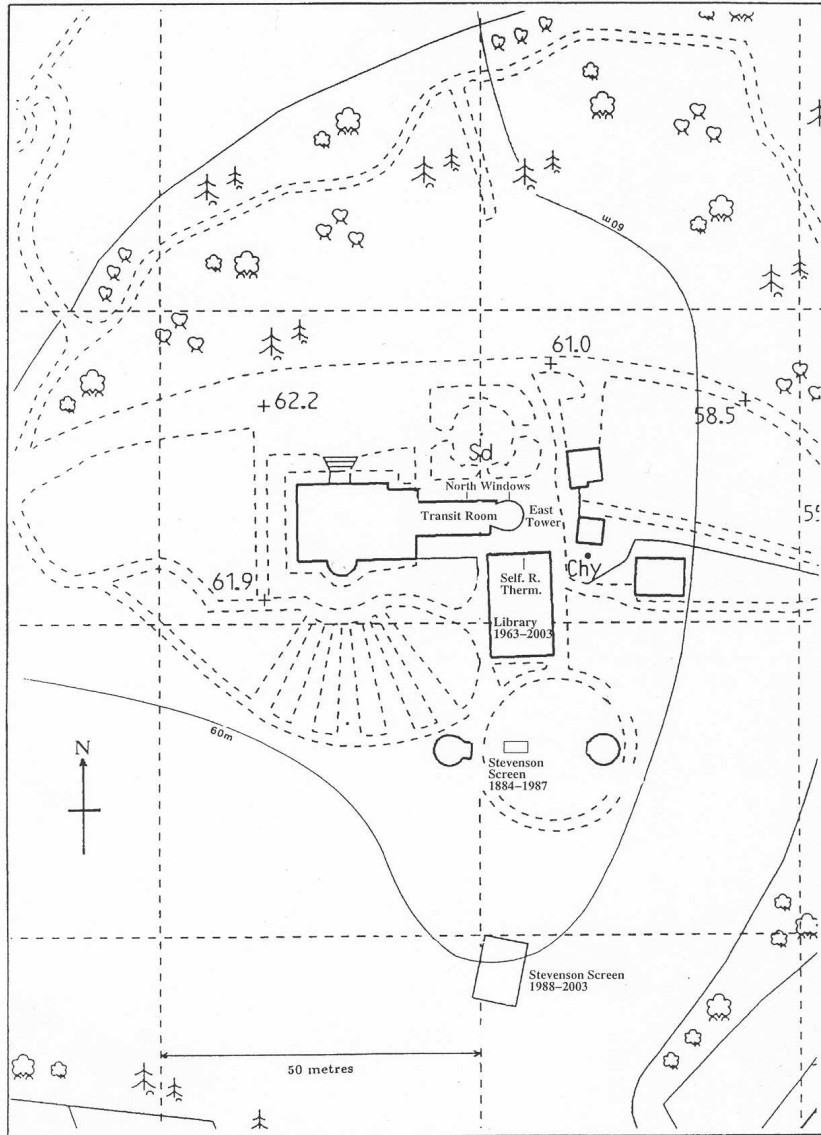 60m
61.0
62.2
58.5
Sd
North Windows
Transit Room
East
Tower
55
Chy
Self. R.
Therm.
61.9
Library
1963–2003
60m
N
Stevenson
Screen
1884–1987
Stevenson Screen
1988–2003
50 metres